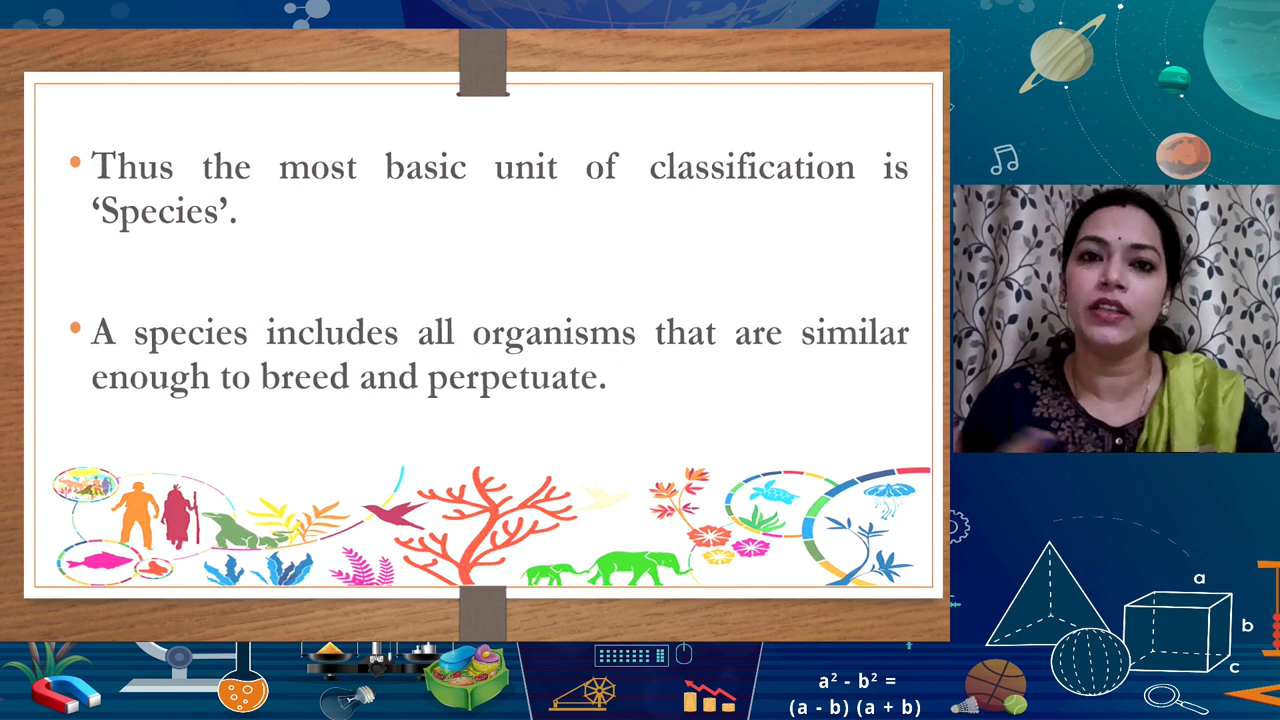 • Thus the most basic unit of classification is
‘Species’.
• A species includes all organisms that are similar
enough to breed and perpetuate.
a
b
c
a² - b² =
(a - b) (a + b)